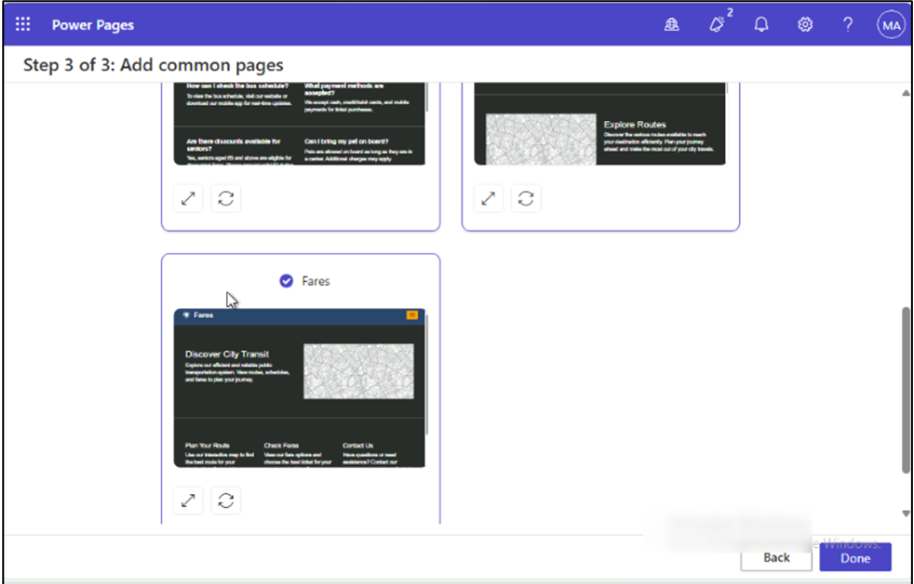 Power Pages
2
MA
Step 3 of 3: Add common pages
How can I check the bus schedule?
To view the bus schedule, visit our website or
download our mobile app for real-time updates.
What payment methods are
accepted?
We accept cash, credit/debit cards, and mobile
payments for ticket purchases.
Are there discounts available for
seniors?
Yes, seniors aged 65 and above are eligible for
Can I bring my pet on board?
Pets are allowed on board as long as they are in
a carrier. Additional charges may apply.
Explore Routes
Discover the various routes available to reach
your destination efficiently. Plan your journey
ahead and make the most out of your city travels.
Fares
Fares
Discover City Transit
Explore our efficient and reliable public
transportation system. View routes, schedules,
and fares to plan your journey.
Plan Your Route
Use our interactive map to find
the best route for your
Check Fares
View our fare options and
choose the best ticket for your
Contact Us
Have questions or need
assistance? Contact our
Windows.
Back
Done